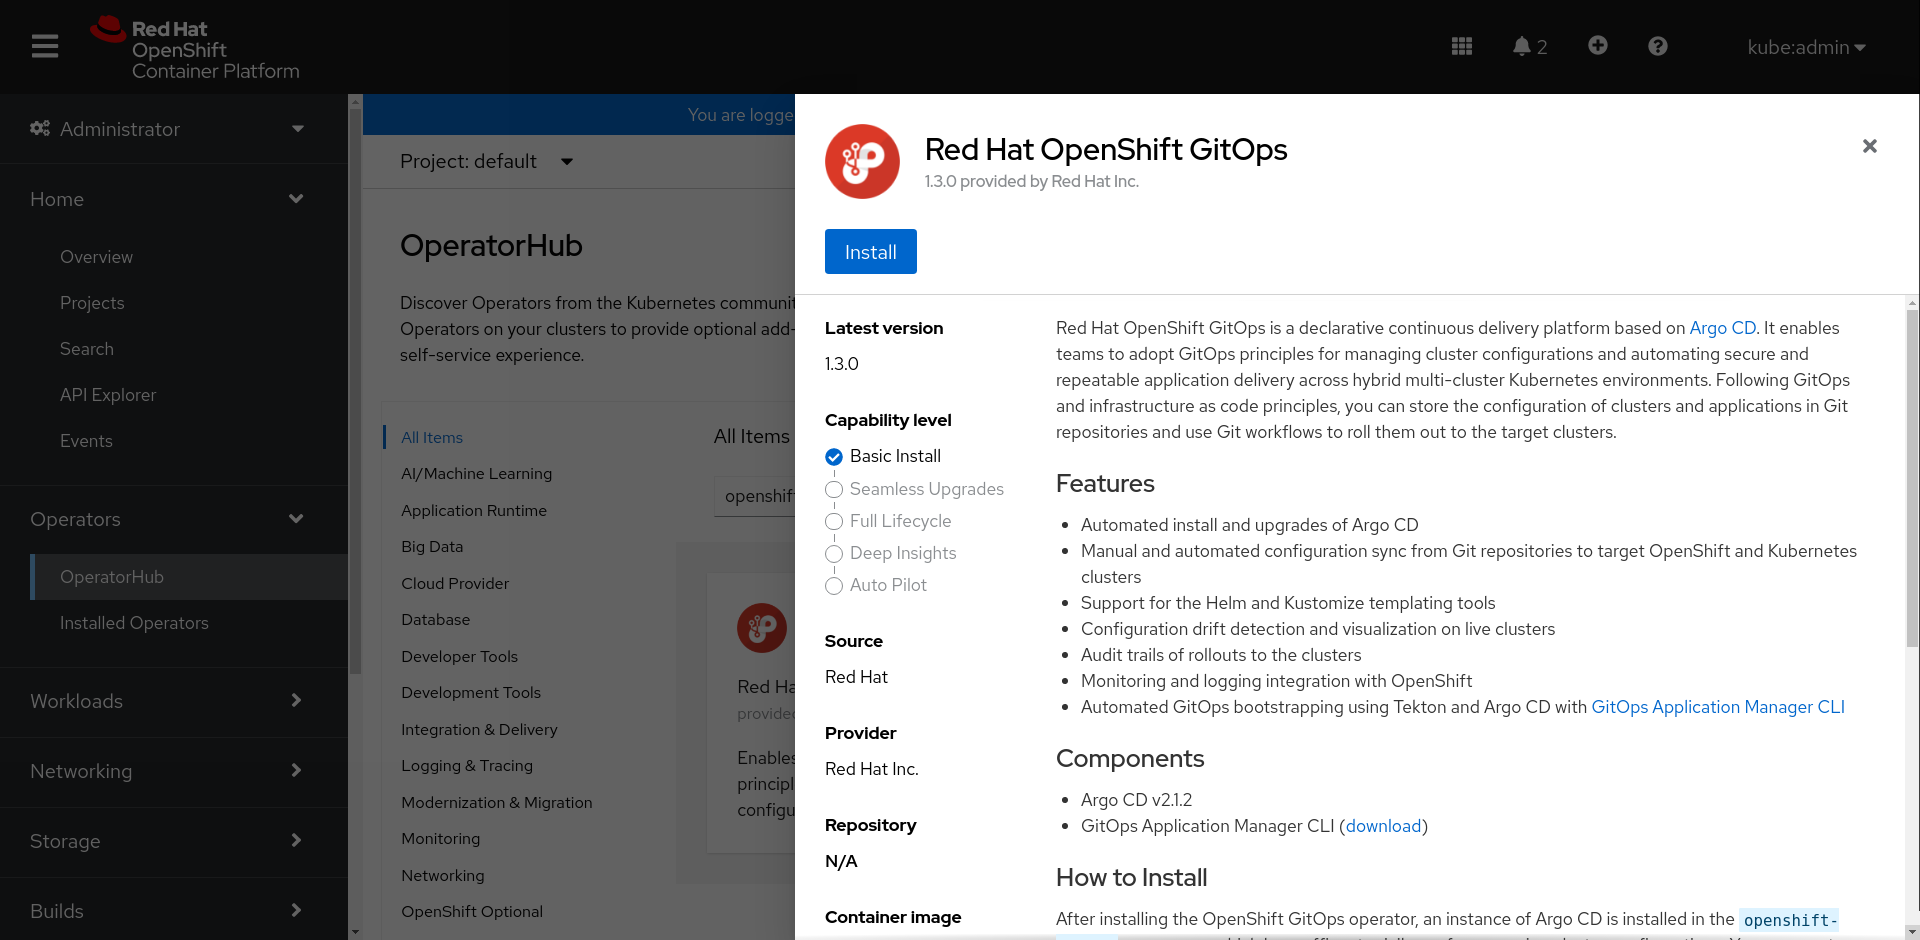 Red Hat
OpenShift
Container Platform
2
kube:admin
Administrator
Home
Overview
Projects
Search
API Explorer
Events
Operators
OperatorHub
Installed Operators
Workloads
Networking
Storage
Builds
You are logge
Project: default
OperatorHub
Discover Operators from the Kubernetes communit
Operators on your clusters to provide optional add-
self-service experience.
All Items
AI/Machine Learning
Application Runtime
Big Data
Cloud Provider
Database
Developer Tools
Development Tools
Integration & Delivery
Logging & Tracing
Modernization & Migration
Monitoring
Networking
OpenShift Optional
All Items
openshif
Red Ha
provided
Enables
principl
configu
Red Hat OpenShift GitOps
1.3.0 provided by Red Hat Inc.
Install
Latest version
1.3.0
Capability level
Basic Install
Seamless Upgrades
Full Lifecycle
Deep Insights
Auto Pilot
Source
Red Hat
Provider
Red Hat Inc.
Repository
N/A
Container image
Red Hat OpenShift GitOps is a declarative continuous delivery platform based on Argo CD. It enables
teams to adopt GitOps principles for managing cluster configurations and automating secure and
repeatable application delivery across hybrid multi-cluster Kubernetes environments. Following GitOps
and infrastructure as code principles, you can store the configuration of clusters and applications in Git
repositories and use Git workflows to roll them out to the target clusters.
Features
Automated install and upgrades of Argo CD
Manual and automated configuration sync from Git repositories to target OpenShift and Kubernetes
clusters
Support for the Helm and Kustomize templating tools
Configuration drift detection and visualization on live clusters
Audit trails of rollouts to the clusters
Monitoring and logging integration with OpenShift
Automated GitOps bootstrapping using Tekton and Argo CD with GitOps Application Manager CLI
Components
Argo CD v2.1.2
GitOps Application Manager CLI (download)
How to Install
After installing the OpenShift GitOps operator, an instance of Argo CD is installed in the openshift-